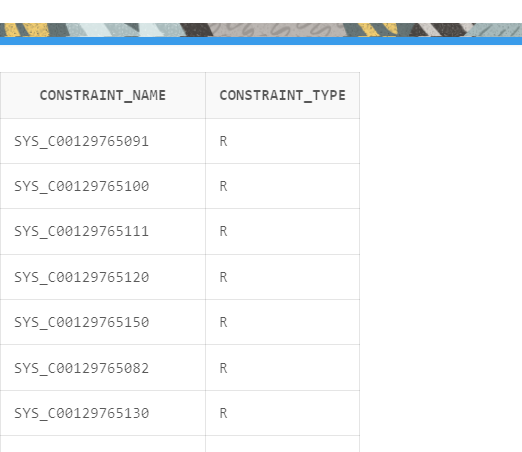 CONSTRAINT_NAME CONSTRAINT_TYPE
SYS_C00129765091 R
SYS_C00129765100 R
SYS_C00129765111 R
SYS_C00129765120 R
SYS_C00129765150 R
SYS_C00129765082 R
SYS_C00129765130 R